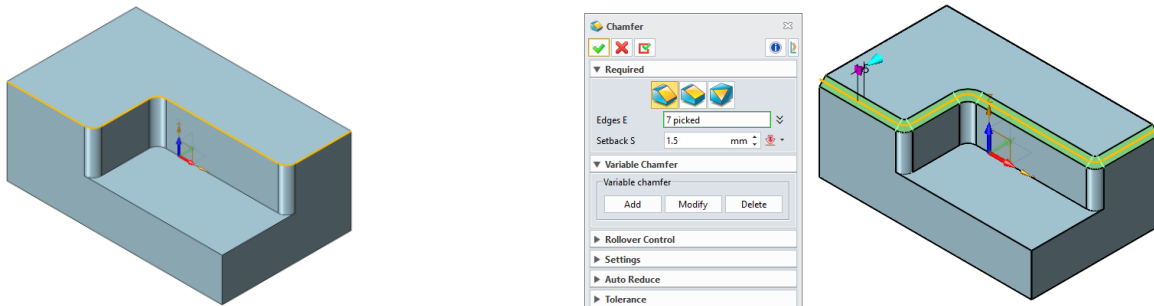 Chamfer
Required
Edges E 7 picked
Setback S 1.5 mm
Variable Chamfer
Variable chamfer
Add Modify Delete
Rollover Control
Settings
Auto Reduce
Tolerance